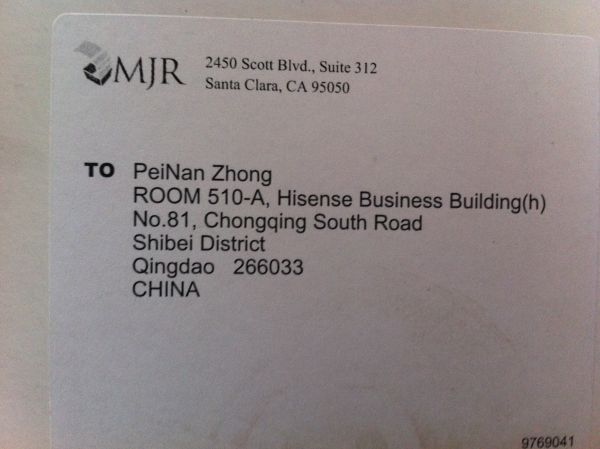 MJR
2450 Scott Blvd., Suite 312
Santa Clara, CA 95050
TO PeiNan Zhong
ROOM 510-A, Hisense Business Building(h)
No.81, Chongqing South Road
Shibei District
Qingdao 266033
CHINA
9769041